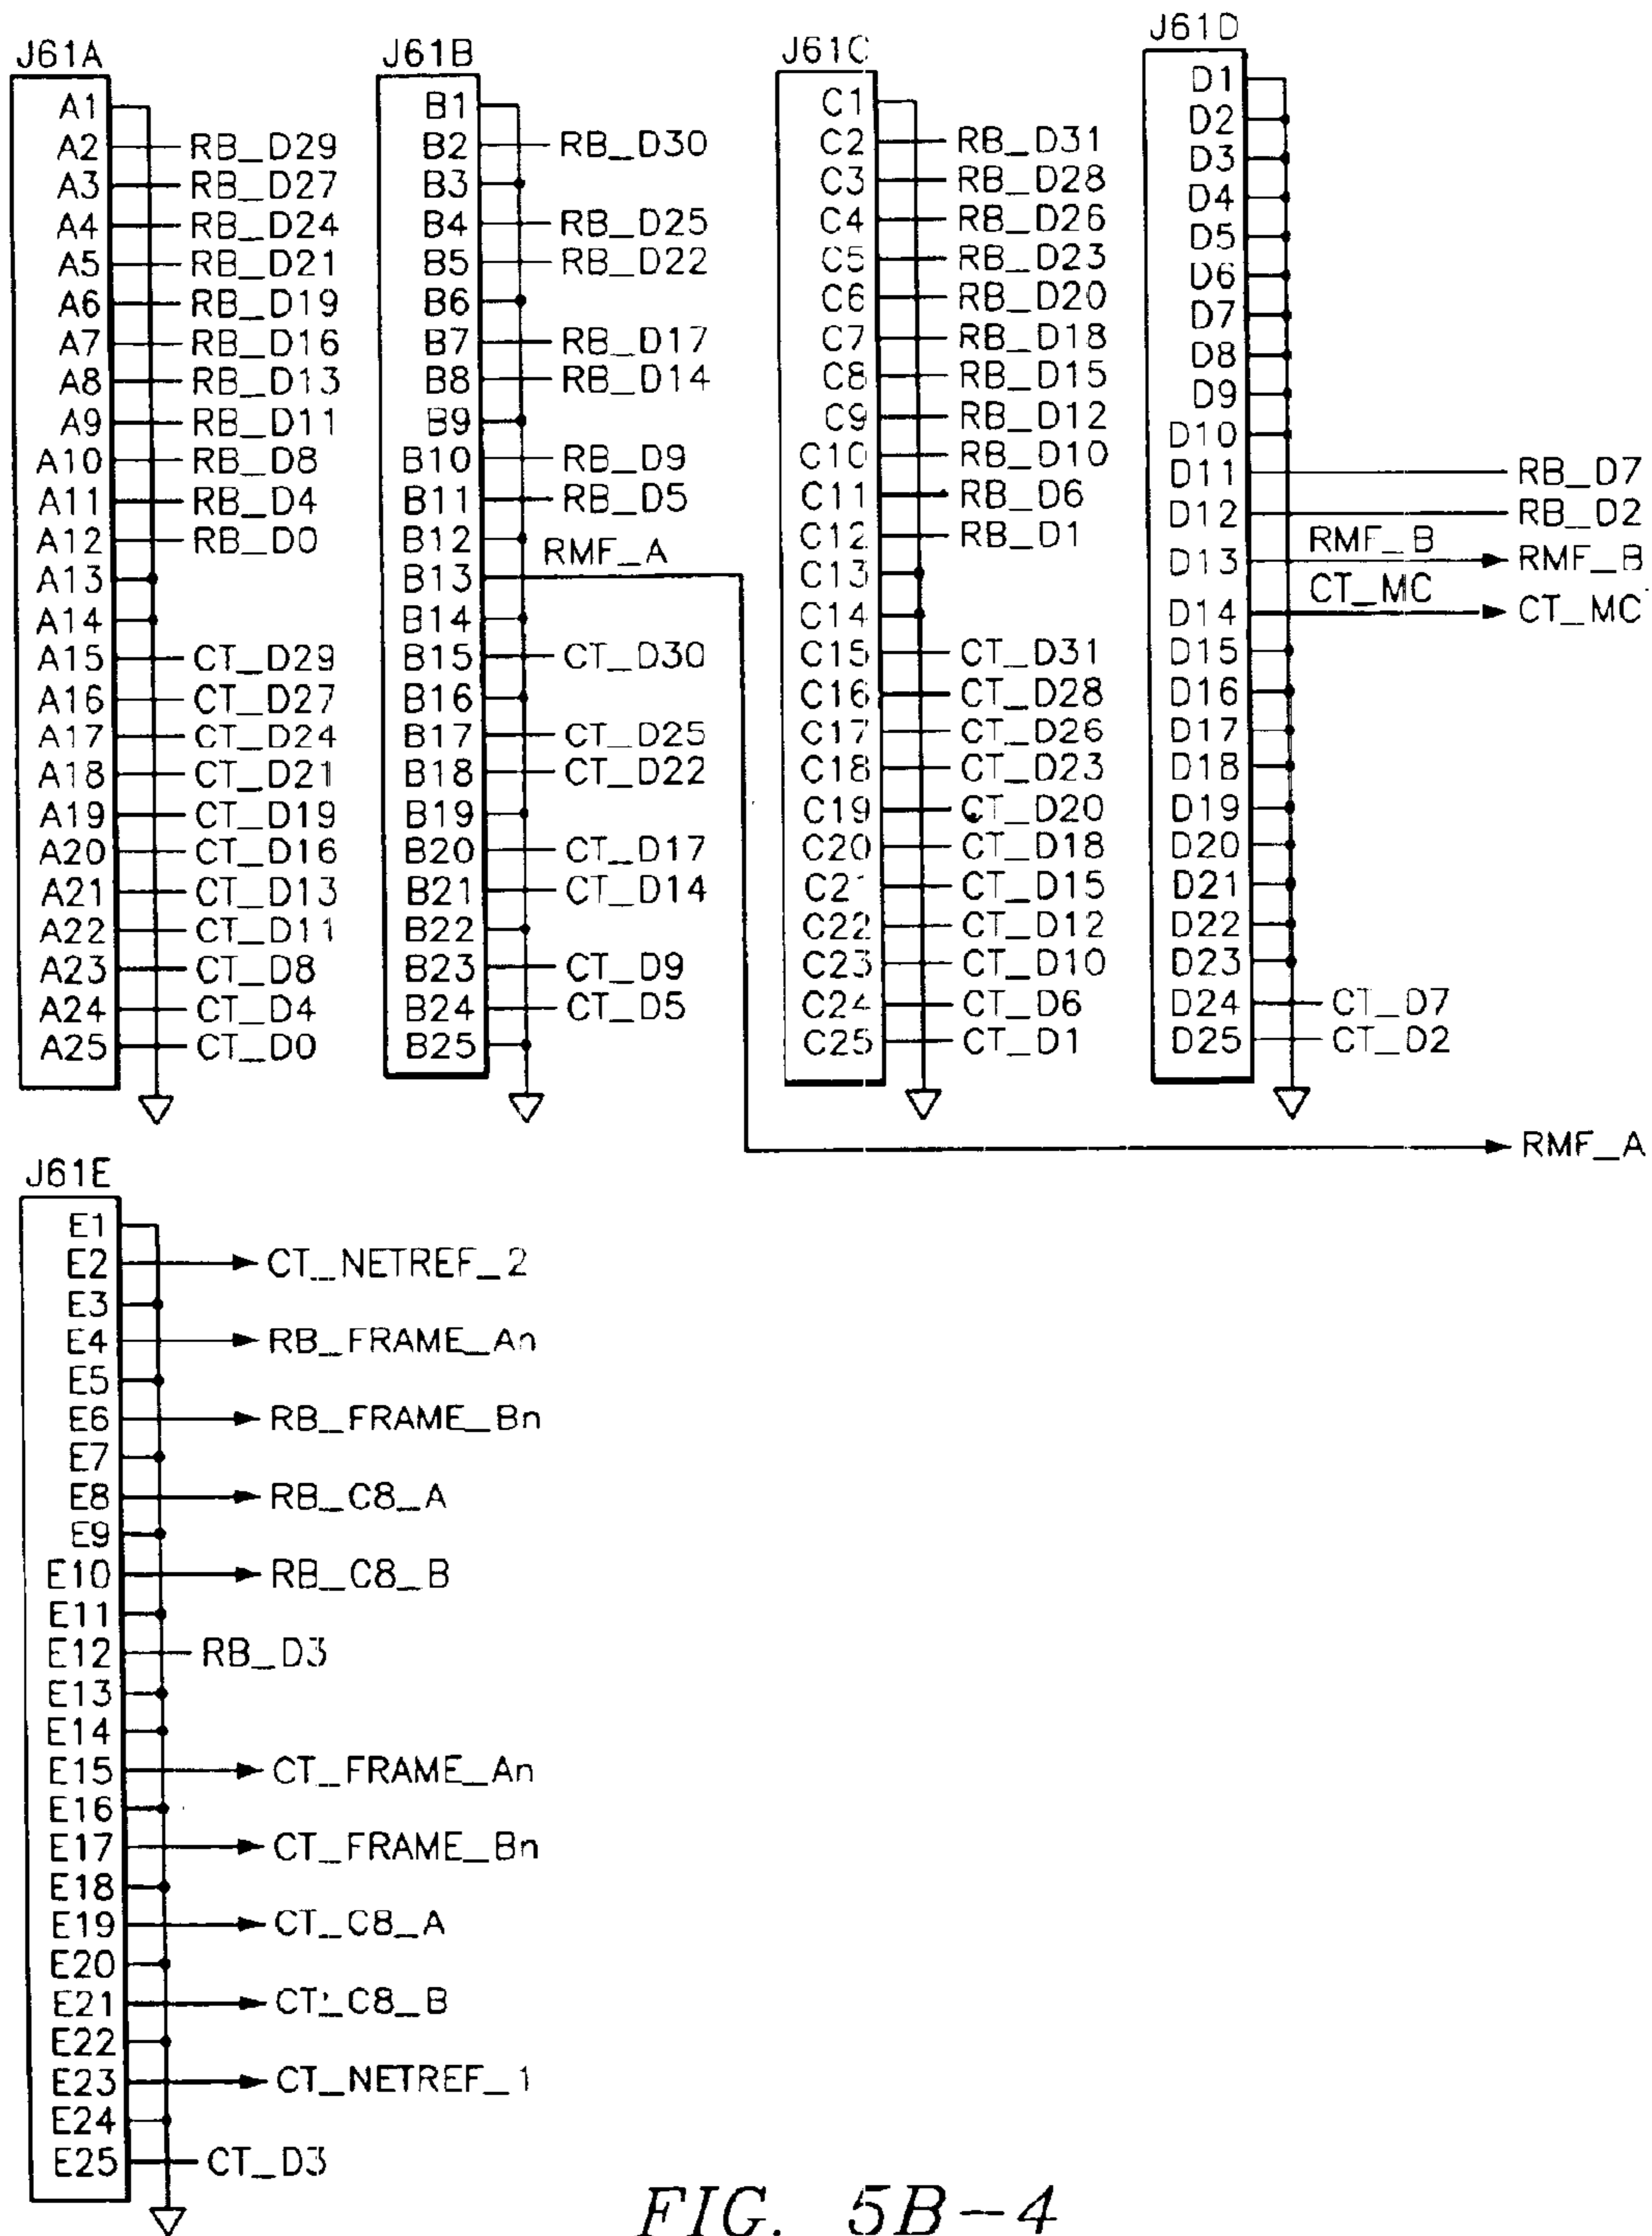 J61A
A1
A2 RB_D29
A3 RB_D27
A4 RB_D24
A5 RB_D21
A6 RB_D19
A7 RB_D16
A8 RB_D13
A9 RB_D11
A10 RB_D8
A11 RB_D4
A12 RB_D0
A13
A14
A15 CT_D29
A16 CT_D27
A17 CT_D24
A18 CT_D21
A19 CT_D19
A20 CT_D16
A21 CT_D13
A22 CT_D11
A23 CT_D8
A24 CT_D4
A25 CT_D0
J61B
B1
B2 RB_D30
B3
B4 RB_D25
B5 RB_D22
B6
B7 RB_D17
B8 RB_D14
B9
B10 RB_D9
B11 RB_D5
B12
RMF_A
B13
B14
B15 CT_D30
B16
B17 CT_D25
B18 CT_D22
B19
B20 CT_D17
B21 CT_D14
B22
B23 CT_D9
B24 CT_D5
B25
J61C
C1
C2 RB_D31
C3 RB_D28
C4 RB_D26
C5 RB_D23
C6 RB_D20
C7 RB_D18
C8 RB_D15
C9 RB_D12
C10 RB_D10
C11 RB_D6
C12 RB_D1
C13
C14
C15 CT_D31
C16 CT_D28
C17 CT_D26
C18 CT_D23
C19 CT_D20
C20 CT_D18
C21 CT_D15
C22 CT_D12
C23 CT_D10
C24 CT_D6
C25 CT_D1
J61D
D1
D2
D3
D4
D5
D6
D7
D8
D9
D10
D11 RB_D7
D12 RB_D2
D13 RMF_B RMF_B
D14 CT_MC CT_MC
D15
D16
D17
D18
D19
D20
D21
D22
D23
D24 CT_D7
D25 CT_D2
RMF_A
J61E
E1
E2 CT_NETREF_2
E3
E4 RB_FRAME_An
E5
E6 RB_FRAME_Bn
E7
E8 RB_C8_A
E9
E10 RB_C8_B
E11
E12 RB_D3
E13
E14
E15 CT_FRAME_An
E16
E17 CT_FRAME_Bn
E18
E19 CT_C8_A
E20
E21 CT_C8_B
E22
E23 CT_NETREF_1
E24
E25 CT_D3
FIG. 5B-4